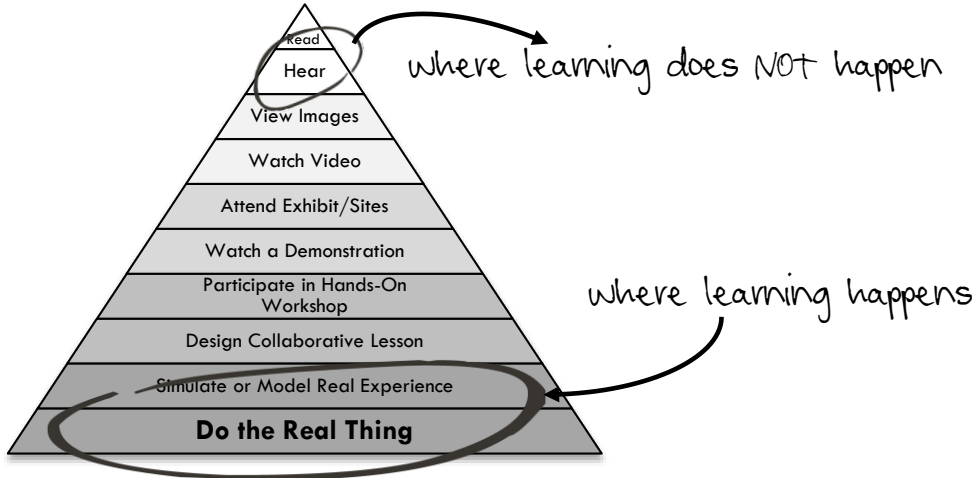 Read
where learning does NOT happen
Hear
View Images
Watch Video
Attend Exhibit/Sites
Watch a Demonstration
Participate in Hands-On
Workshop
where learning happens
Design Collaborative Lesson
Simulate or Model Real Experience
Do the Real Thing